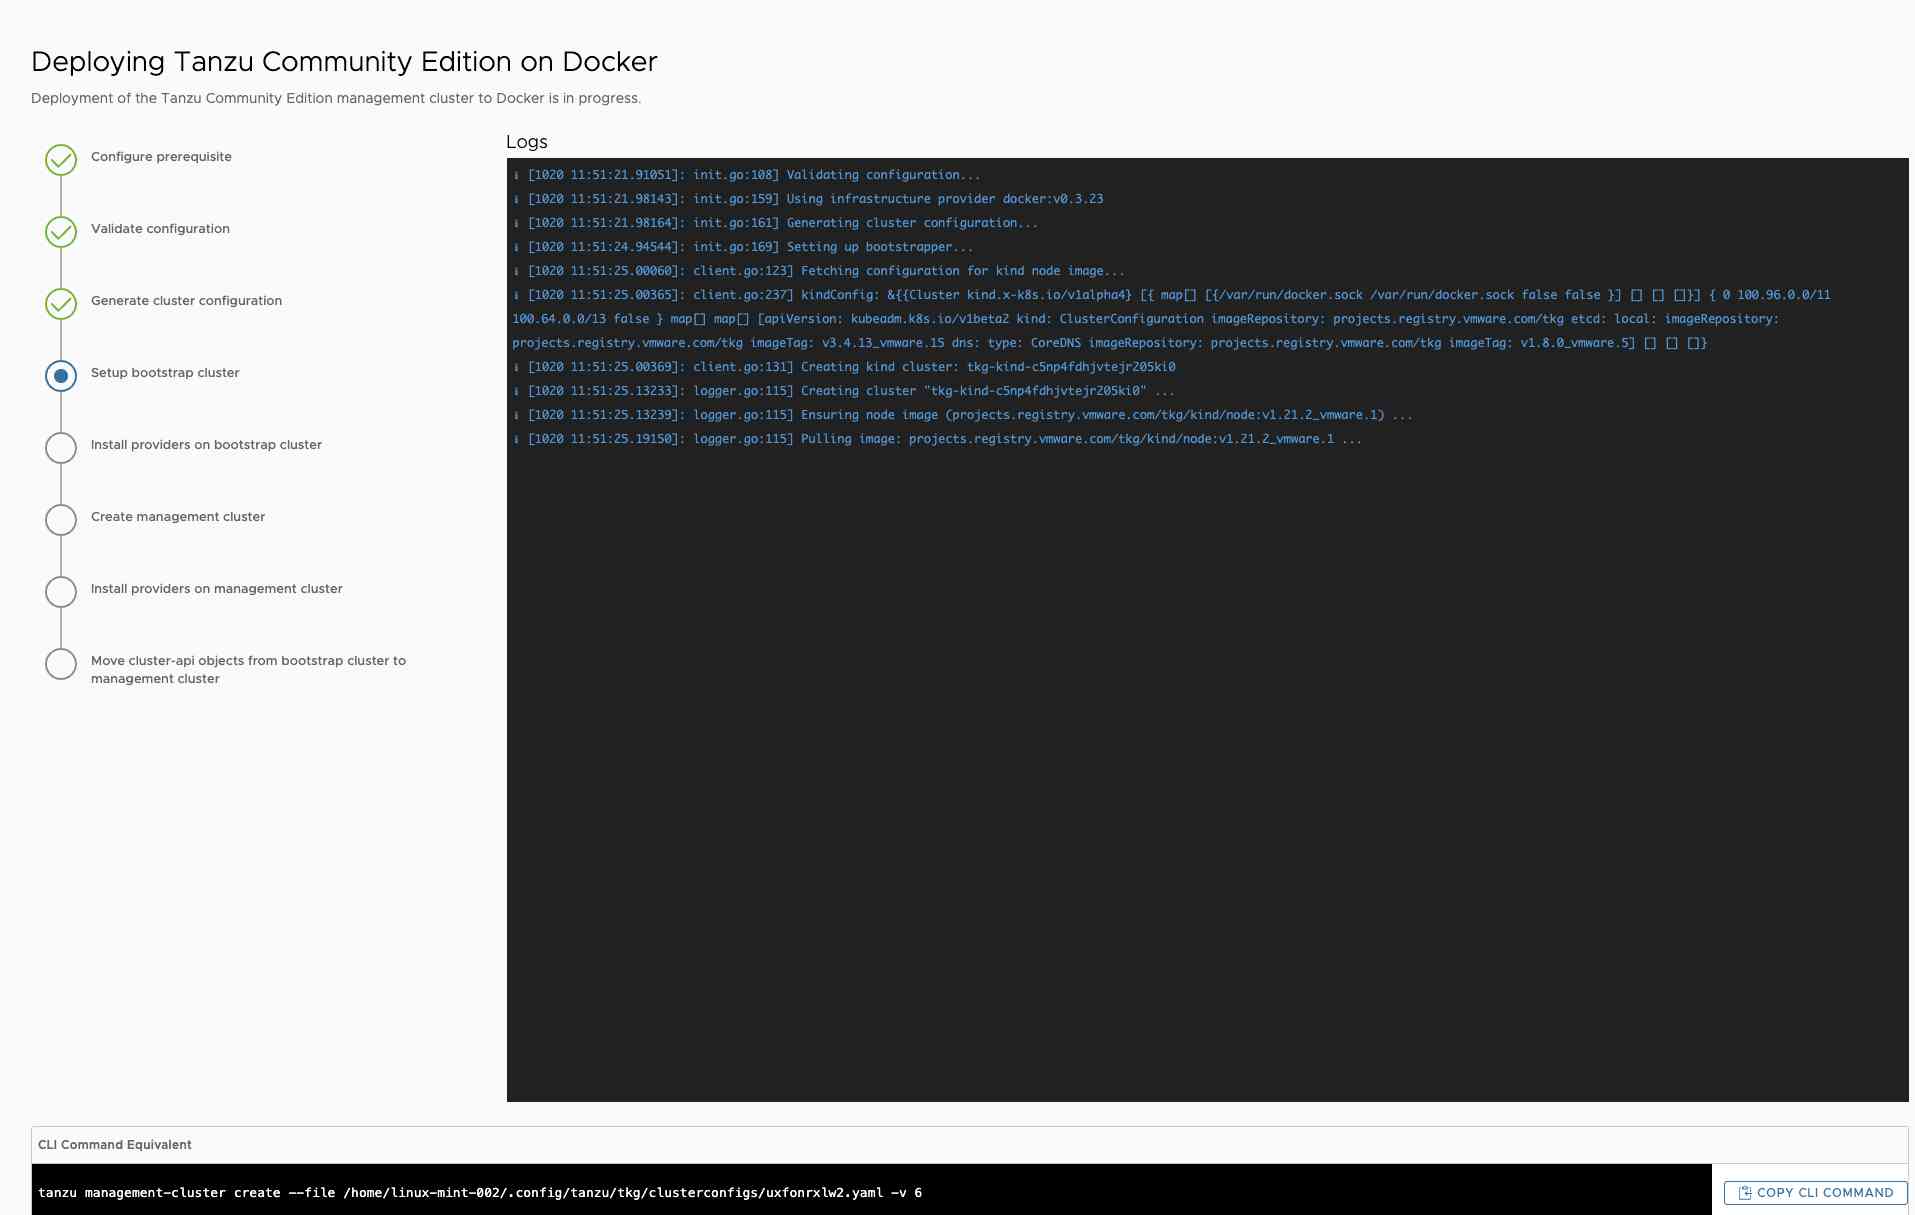 Deploying Tanzu Community Edition on Docker
Deployment of the Tanzu Community Edition management cluster to Docker is in progress.
Configure prerequisite
Validate configuration
Generate cluster configuration
Setup bootstrap cluster
Install providers on bootstrap cluster
Create management cluster
Install providers on management cluster
Move cluster-api objects from bootstrap cluster to
management cluster
Logs
ℹ [1020 11:51:21.91051]: init.go:108] Validating configuration...
ℹ [1020 11:51:21.98143]: init.go:159] Using infrastructure provider docker:v0.3.23
ℹ [1020 11:51:21.98164]: init.go:161] Generating cluster configuration...
ℹ [1020 11:51:24.94544]: init.go:169] Setting up bootstrapper...
ℹ [1020 11:51:25.00060]: client.go:123] Fetching configuration for kind node image...
ℹ [1020 11:51:25.00365]: client.go:237] kindConfig: &{{Cluster kind.x-k8s.io/v1alpha4} [{ map[] [{/var/run/docker.sock /var/run/docker.sock false false }] [] [] []}] { 0 100.96.0.0/11
100.64.0.0/13 false } map[] map[] [apiVersion: kubeadm.k8s.io/v1beta2 kind: ClusterConfiguration imageRepository: projects.registry.vmware.com/tkg etcd: local: imageRepository:
projects.registry.vmware.com/tkg imageTag: v3.4.13_vmware.15 dns: type: CoreDNS imageRepository: projects.registry.vmware.com/tkg imageTag: v1.8.0_vmware.5] [] [] []}
ℹ [1020 11:51:25.00369]: client.go:131] Creating kind cluster: tkg-kind-c5np4fdhjvtejr205ki0
ℹ [1020 11:51:25.13233]: logger.go:115] Creating cluster "tkg-kind-c5np4fdhjvtejr205ki0" ...
ℹ [1020 11:51:25.13239]: logger.go:115] Ensuring node image (projects.registry.vmware.com/tkg/kind/node:v1.21.2_vmware.1) ...
ℹ [1020 11:51:25.19150]: logger.go:115] Pulling image: projects.registry.vmware.com/tkg/kind/node:v1.21.2_vmware.1 ...
CLI Command Equivalent
tanzu management-cluster create --file /home/linux-mint-002/.config/tanzu/tkg/clusterconfigs/uxfonrxlw2.yaml -v 6
COPY CLI COMMAND